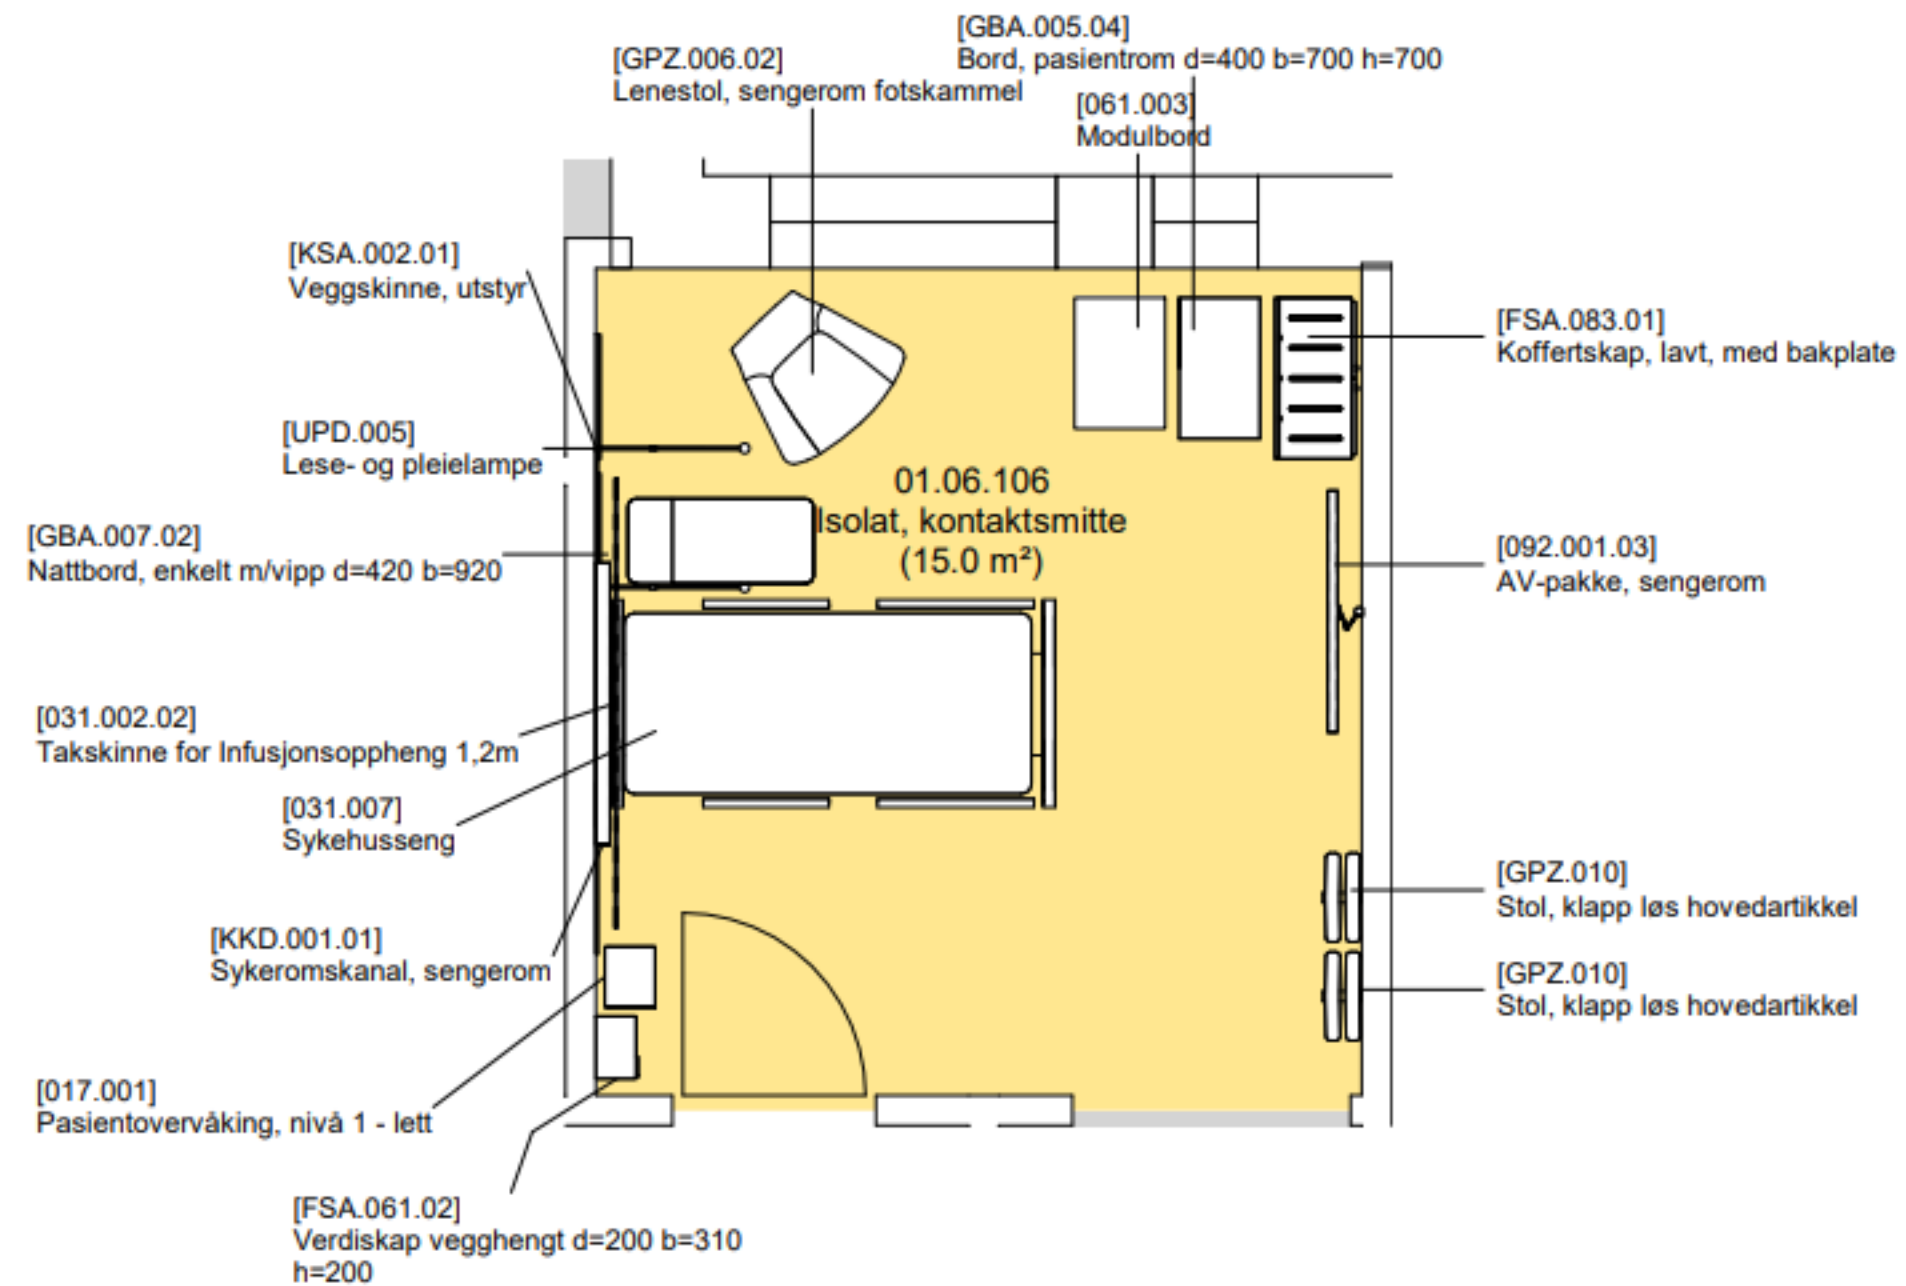 [GBA.005.04]
Bord, pasientrom d=400 b=700 h=700
[GPZ.006.02]
Lenestol, sengerom fotskammel
[061.003]
Modulbord
[KSA.002.01]
Veggskinne, utstyr
[FSA.083.01]
Koffertskap, lavt, med bakplate
[UPD.005]
Lese- og pleielampe
01.06.106
Isolat, kontaktsmitte
(15.0 m²)
[GBA.007.02]
Nattbord, enkelt m/vipp d=420 b=920
[092.001.03]
AV-pakke, sengerom
[031.002.02]
Takskinne for Infusjonsoppheng 1,2m
[031.007]
Sykehusseng
[GPZ.010]
Stol, klapp løs hovedartikkel
[KKD.001.01]
Sykeromskanal, sengerom
[GPZ.010]
Stol, klapp løs hovedartikkel
[017.001]
Pasientovervåking, nivå 1 - lett
[FSA.061.02]
Verdiskap vegghengt d=200 b=310
h=200